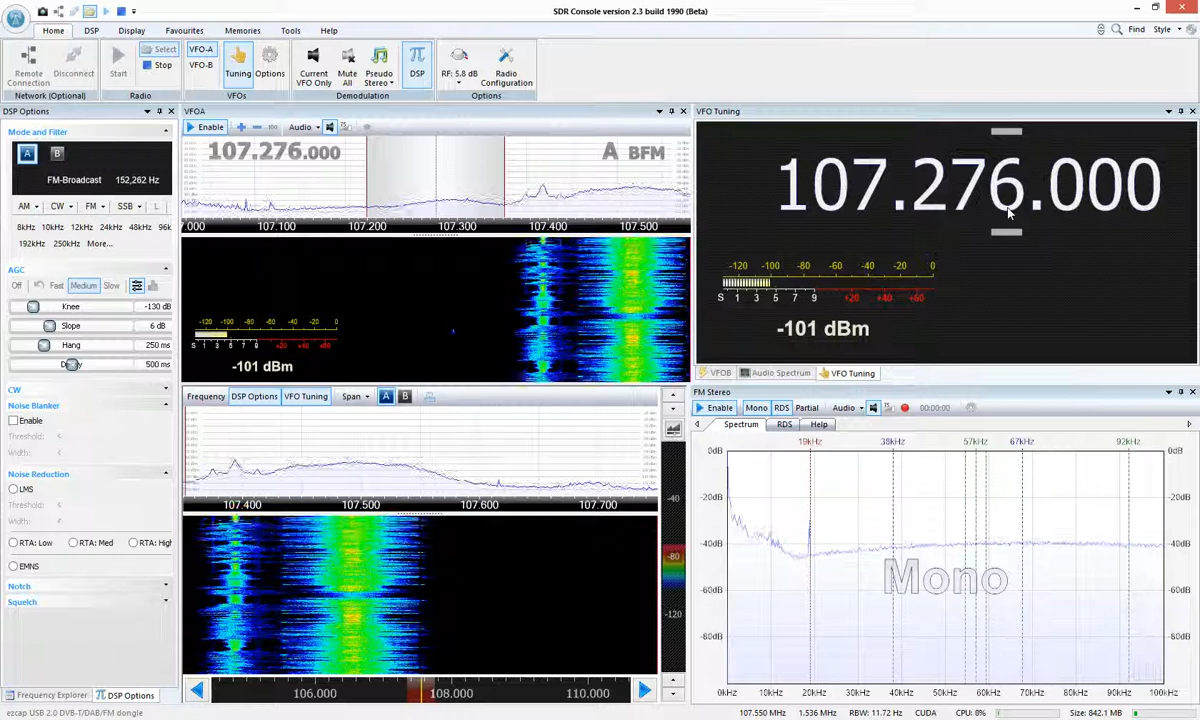 SDR Console version 2.3 build 1990 (Beta)
Home DSP Display Favourites Memories Tools Help
Find Style
Remote Connection
Disconnect
Start
Select
Stop
VFO-A
VFO-B
Tuning
Options
Current VFO Only
Mute All
Pseudo Stereo
DSP
RF: 5.8 dB
Radio Configuration
Network (Optional) Radio VFOs Demodulation Options
DSP Options
Mode and Filter
A B
FM-Broadcast 152,262 Hz
AM CW FM SSB L
8kHz 10kHz 12kHz 24kHz 48kHz 96k
192kHz 250kHz More...
AGC
Off Fast Medium Slow
Knee -130 dB
Slope 6 dB
Hang 250 ms
500 ms
CW
Noise Blanker
Enable
Threshold:
Width:
Noise Reduction
LMS
Threshold:
Width:
RTA: Low RTA: Med RTA: High
EMNS
Notch
Squelch
Frequency Explorer DSP Options
VFOA
Enable 100 Audio
107.276.000 A BFM
7.000 107.100 107.200 107.300 107.400 107.500
-120 -100 -80 -60 -40 -20 0
S 1 3 5 7 9 +20 +40 +60
-101 dBm
Frequency DSP Options VFO Tuning Span A B
107.400 107.500 107.600 107.700
-40
-80
-120
106.000 108.000 110.000
VFO Tuning
107.276.000
-120 -100 -80 -60 -40 -20 0
S 1 3 5 7 9 +20 +40 +60
-101 dBm
VFOB Audio Spectrum VFO Tuning
FM Stereo
Enable Mono RDS Partial Audio 00:00:00
Spectrum RDS Help
19kHz 38kHz 57kHz 67kHz 92kHz
0dB 0dB
-20dB -20dB
-40dB -40dB
Mono
-60dB -60dB
-80dB -80dB
0kHz 10kHz 20kHz 30kHz 40kHz 50kHz 60kHz 70kHz 80kHz 90kHz 100kHz
ezcap USB 2.0 DVB-T/DAB/FM dongle
107.550 MHz 1.536 MHz RBW: 11.72 Hz CUDA CPU: 8% Size: 842.1 MB